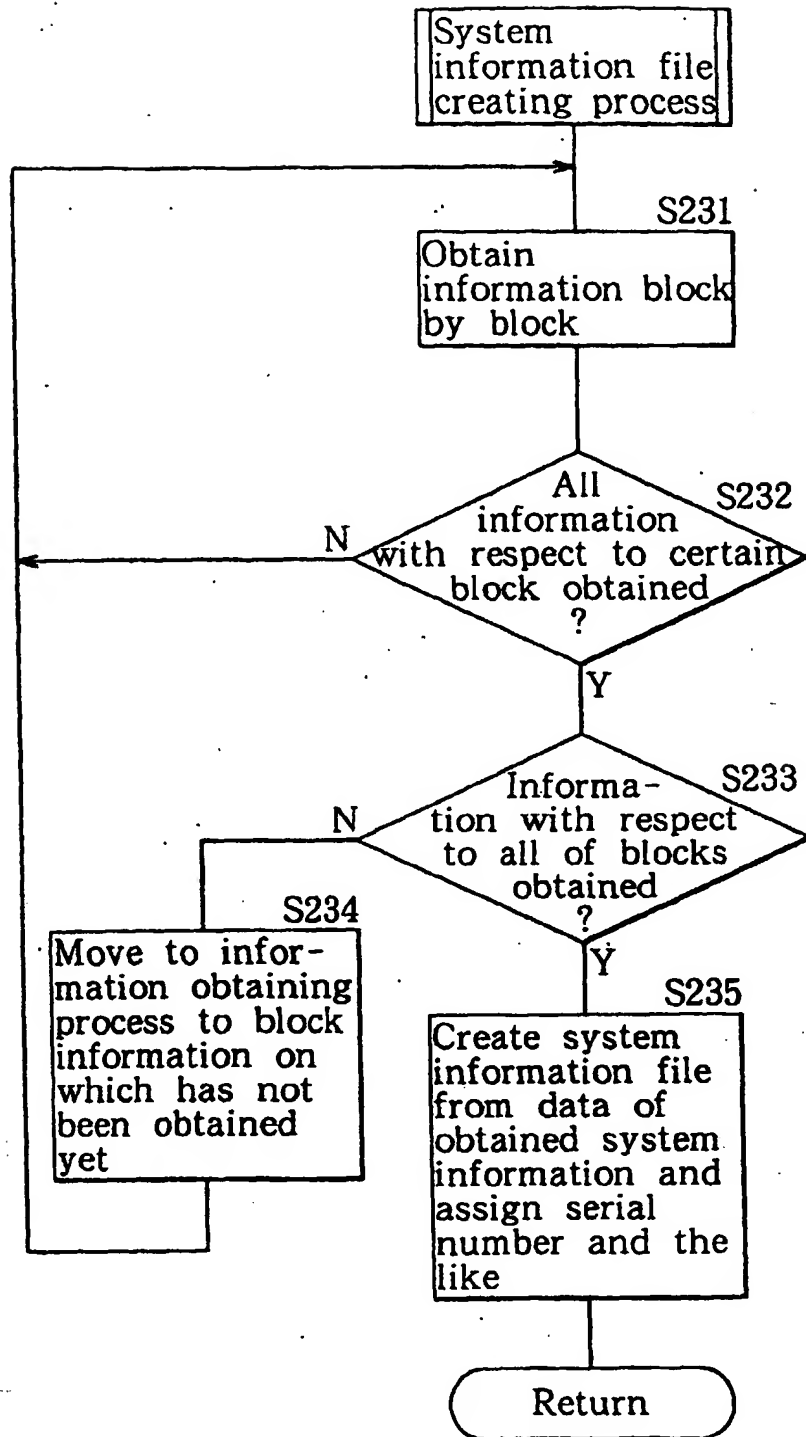 System
information file
creating process
S231
Obtain
information block
by block
S232
All
information
with respect to certain
block obtained
?
N
Y
S233
Informa-
tion with respect
to all of blocks
obtained
?
N
Y
S234
Move to infor-
mation obtaining
process to block
information on
which has not
been obtained
yet
S235
Create system
information file
from data of
obtained system
information and
assign serial
number and the
like
Return